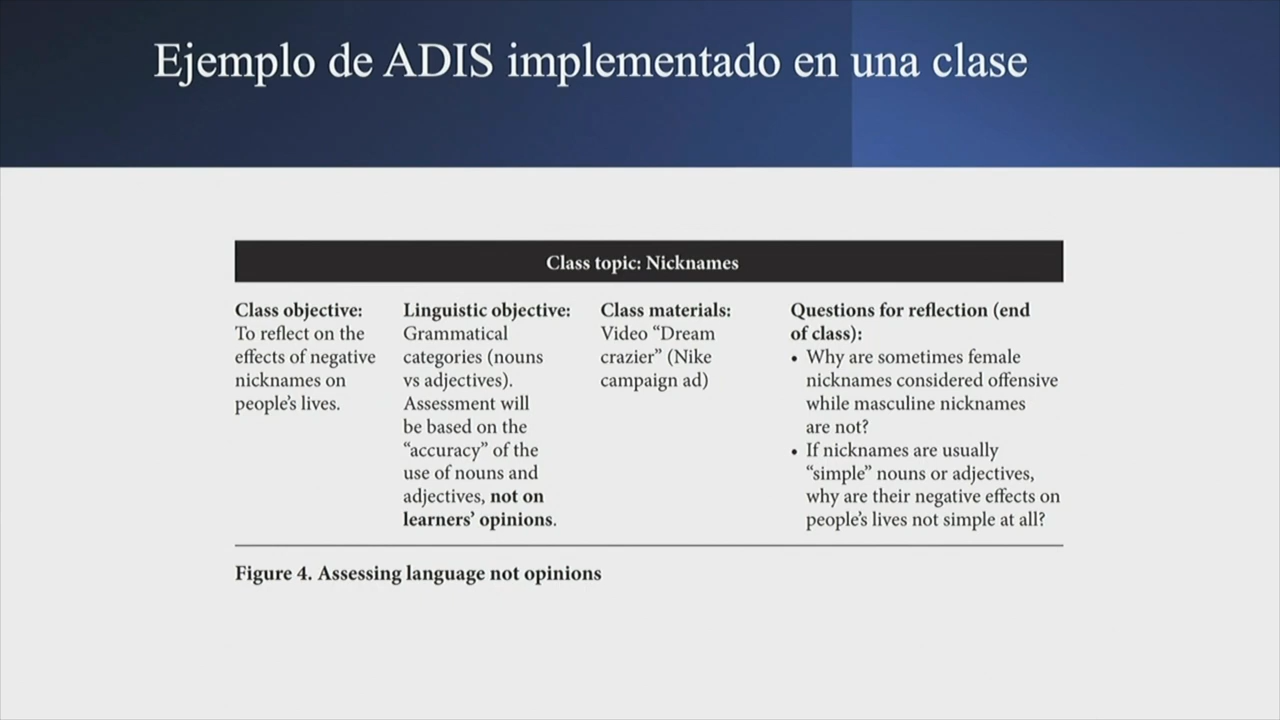 Ejemplo de ADIS implementado en una clase
Class topic: Nicknames
Class objective:
To reflect on the
effects of negative
nicknames on
people's lives.
Linguistic objective:
Grammatical
categories (nouns
vs adjectives).
Assessment will
be based on the
“accuracy” of the
use of nouns and
adjectives, not on
learners' opinions.
Class materials:
Video “Dream
crazier” (Nike
campaign ad)
Questions for reflection (end
of class):
• Why are sometimes female
nicknames considered offensive
while masculine nicknames
are not?
• If nicknames are usually
“simple” nouns or adjectives,
why are their negative effects on
people's lives not simple at all?
Figure 4. Assessing language not opinions